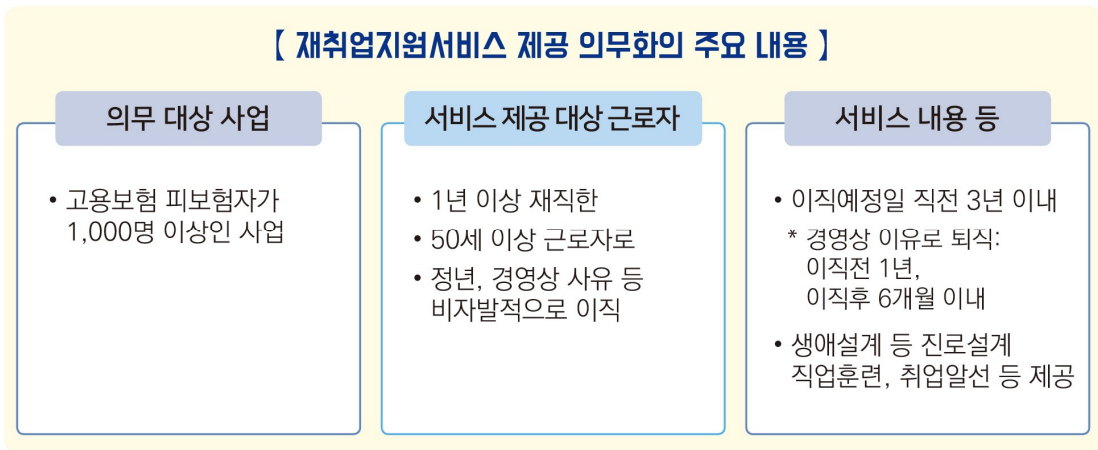 【 재취업지원서비스 제공 의무화의 주요 내용 】
의무 대상 사업
• 고용보험 피보험자가
1,000명 이상인 사업
서비스 제공 대상 근로자
• 1년 이상 재직한
• 50세 이상 근로자로
• 정년, 경영상 사유 등
비자발적으로 이직
서비스 내용 등
• 이직예정일 직전 3년 이내
* 경영상 이유로 퇴직:
이직전 1년,
이직후 6개월 이내
• 생애설계 등 진로설계
직업훈련, 취업알선 등 제공